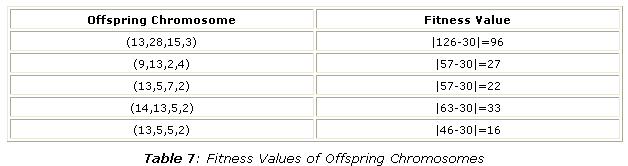 Offspring Chromosome Fitness Value
(13,28,15,3) |126-30|=96
(9,13,2,4) |57-30|=27
(13,5,7,2) |57-30|=22
(14,13,5,2) |63-30|=33
(13,5,5,2) |46-30|=16
Table 7: Fitness Values of Offspring Chromosomes